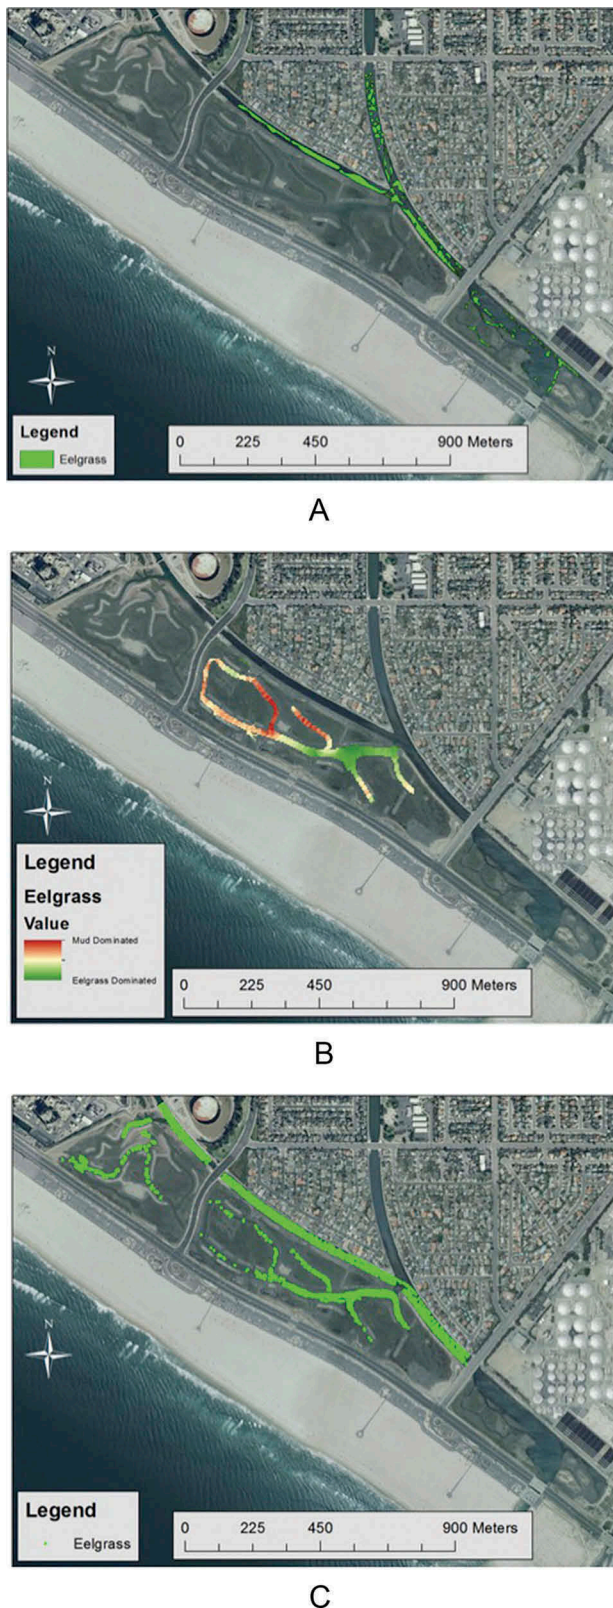 N
Legend
Eelgrass
0 225 450 900 Meters
A
N
Legend
Eelgrass
Value
Mud Dominated
Eelgrass Dominated
0 225 450 900 Meters
B
N
Legend
Eelgrass
0 225 450 900 Meters
C